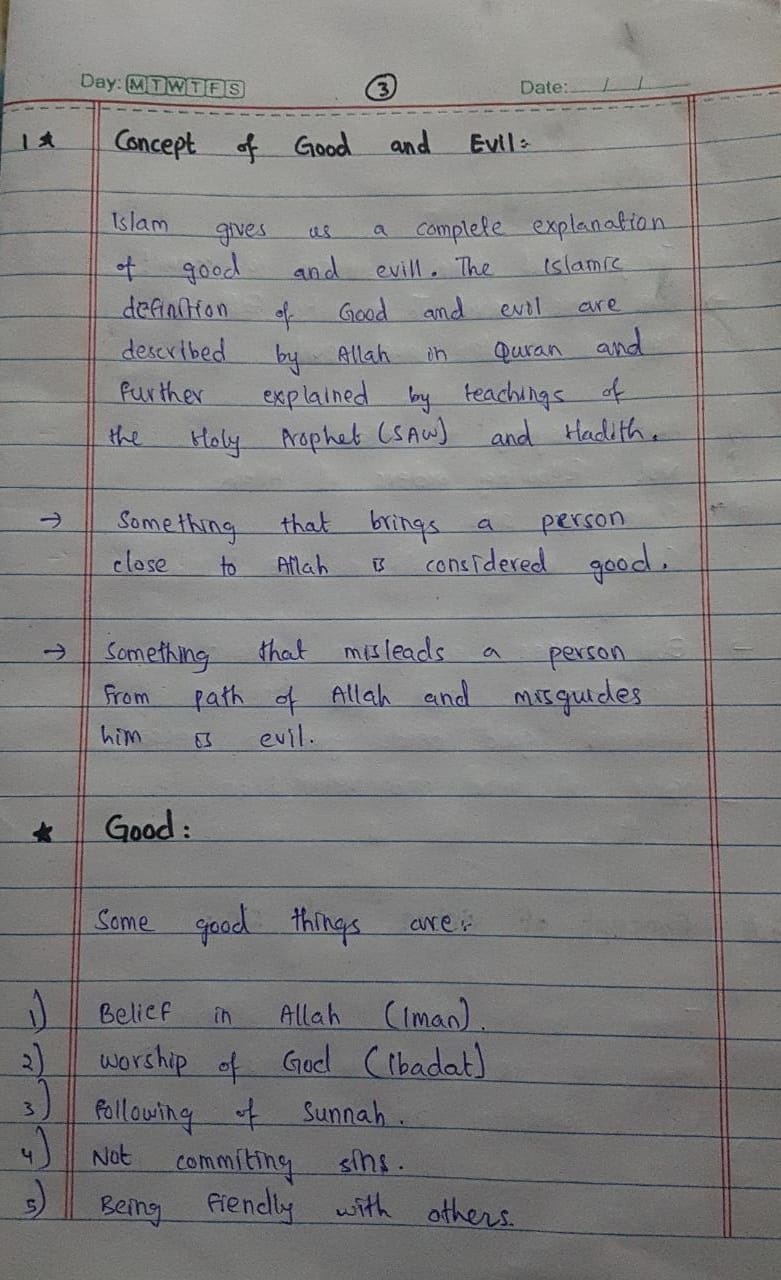 Day: M T W T F S ③ Date: / /
1★ Concept of Good and Evil:
Islam gives us a complete explanation
of good and evill. The Islamic
definition of Good and evil are
described by Allah in Quran and
further explained by teachings of
the Holy Prophet (SAW) and Hadith.
→ Something that brings a person
close to Allah is considered good.
→ Something that misleads a person
from path of Allah and misguides
him is evil.
★ Good:
Some good things are:
1) Belief in Allah (Iman).
2) worship of God (Ibadat)
3) Following of Sunnah.
4) Not commiting sins.
5) Being fiendly with others.